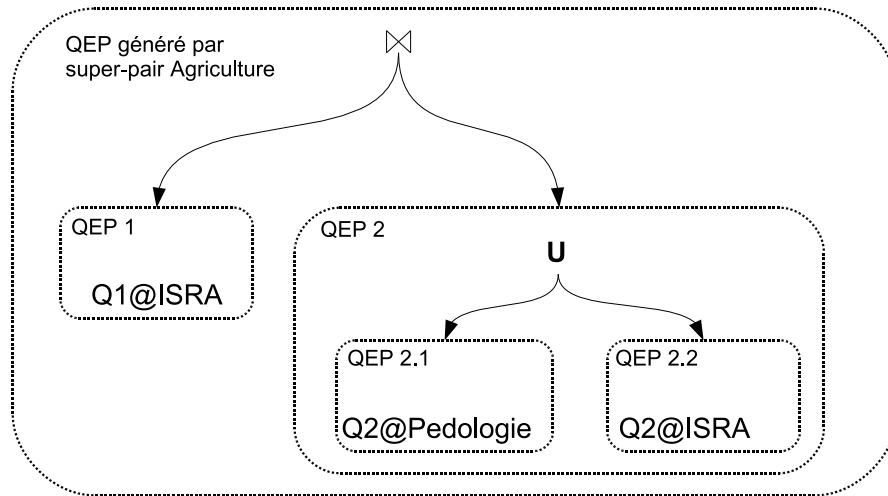 QEP généré par
super-pair Agriculture
⋈
QEP 1
Q1@ISRA
QEP 2
U
QEP 2.1
Q2@Pedologie
QEP 2.2
Q2@ISRA